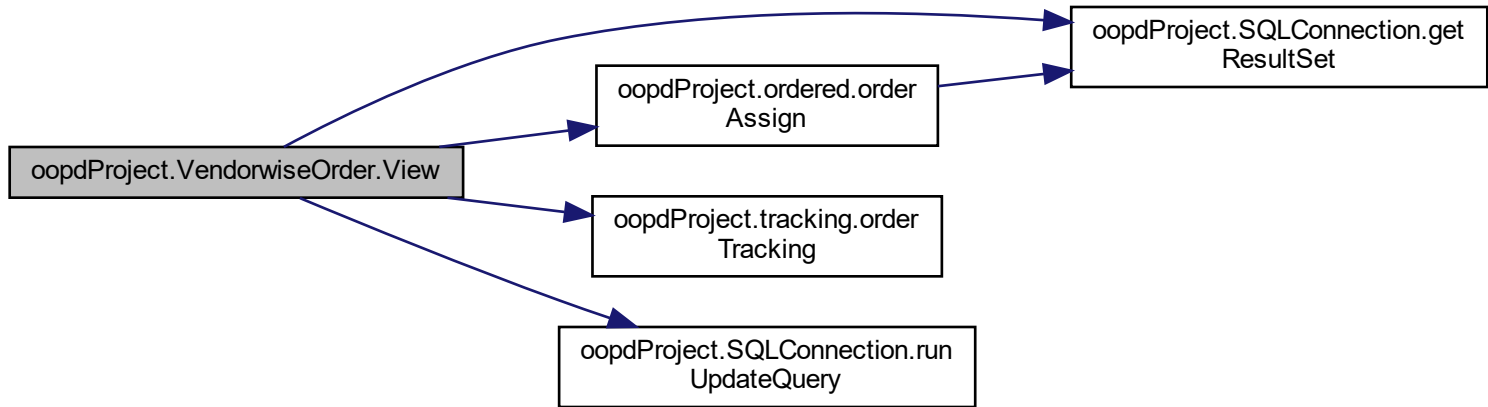 oopdProject.VendorwiseOrder.View
oopdProject.SQLConnection.get
ResultSet
oopdProject.ordered.order
Assign
oopdProject.tracking.order
Tracking
oopdProject.SQLConnection.run
UpdateQuery